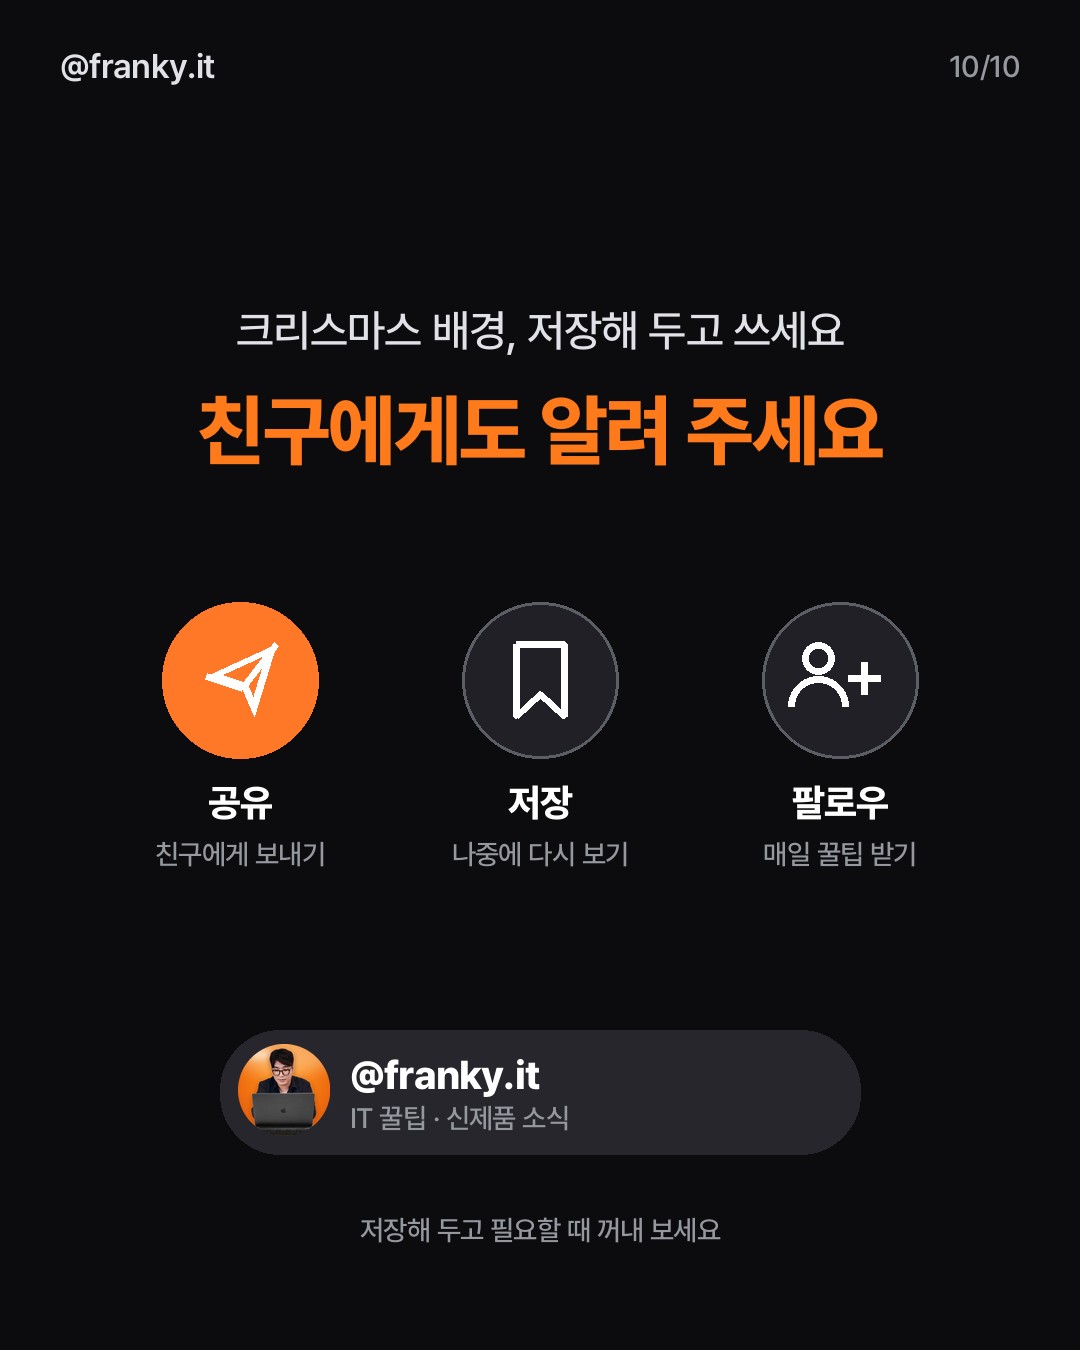 @franky.it
10/10
크리스마스 배경, 저장해 두고 쓰세요
친구에게도 알려 주세요
공유
친구에게 보내기
저장
나중에 다시 보기
팔로우
매일 꿀팁 받기
@franky.it
IT 꿀팁 · 신제품 소식
저장해 두고 필요할 때 꺼내 보세요